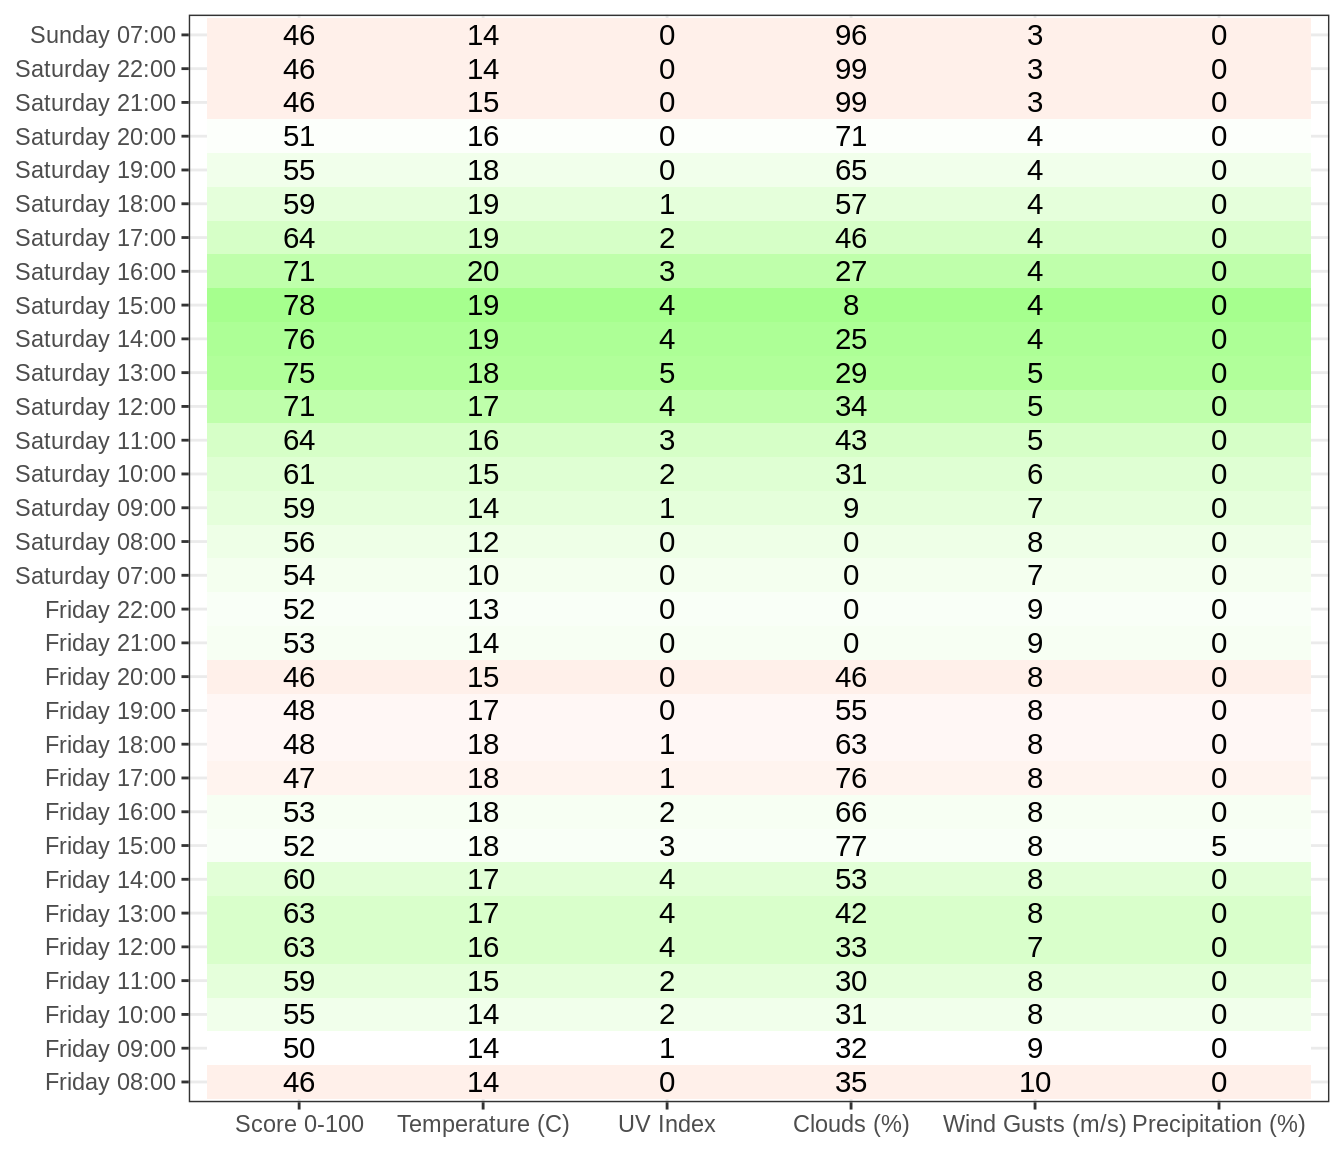 Sunday 07:00 46 14 0 96 3 0
Saturday 22:00 46 14 0 99 3 0
Saturday 21:00 46 15 0 99 3 0
Saturday 20:00 51 16 0 71 4 0
Saturday 19:00 55 18 0 65 4 0
Saturday 18:00 59 19 1 57 4 0
Saturday 17:00 64 19 2 46 4 0
Saturday 16:00 71 20 3 27 4 0
Saturday 15:00 78 19 4 8 4 0
Saturday 14:00 76 19 4 25 4 0
Saturday 13:00 75 18 5 29 5 0
Saturday 12:00 71 17 4 34 5 0
Saturday 11:00 64 16 3 43 5 0
Saturday 10:00 61 15 2 31 6 0
Saturday 09:00 59 14 1 9 7 0
Saturday 08:00 56 12 0 0 8 0
Saturday 07:00 54 10 0 0 7 0
Friday 22:00 52 13 0 0 9 0
Friday 21:00 53 14 0 0 9 0
Friday 20:00 46 15 0 46 8 0
Friday 19:00 48 17 0 55 8 0
Friday 18:00 48 18 1 63 8 0
Friday 17:00 47 18 1 76 8 0
Friday 16:00 53 18 2 66 8 0
Friday 15:00 52 18 3 77 8 5
Friday 14:00 60 17 4 53 8 0
Friday 13:00 63 17 4 42 8 0
Friday 12:00 63 16 4 33 7 0
Friday 11:00 59 15 2 30 8 0
Friday 10:00 55 14 2 31 8 0
Friday 09:00 50 14 1 32 9 0
Friday 08:00 46 14 0 35 10 0
Score 0-100 Temperature (C) UV Index Clouds (%) Wind Gusts (m/s) Precipitation (%)